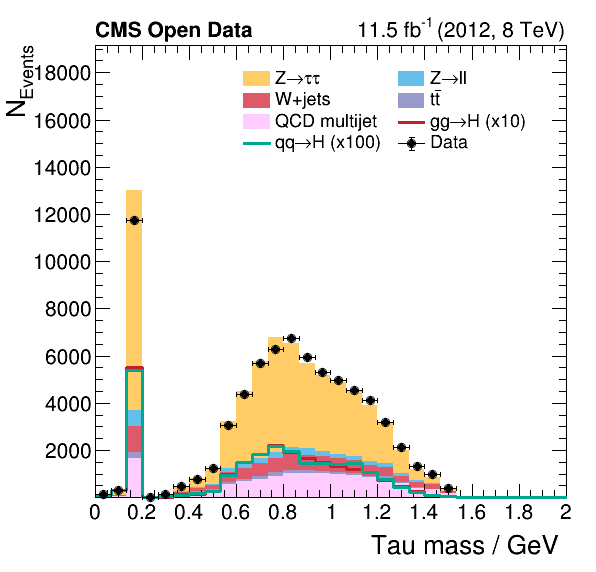 CMS Open Data 11.5 fb⁻¹ (2012, 8 TeV)
N_Events
Z→ττ Z→ll
W+jets tt̄
QCD multijet gg→H (x10)
qq→H (x100) Data
18000
16000
14000
12000
10000
8000
6000
4000
2000
0 0.2 0.4 0.6 0.8 1 1.2 1.4 1.6 1.8 2
Tau mass / GeV